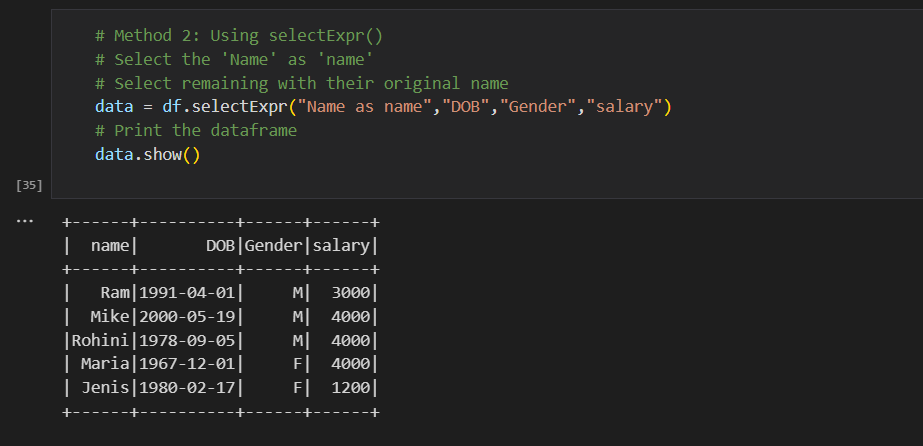 # Method 2: Using selectExpr()
# Select the 'Name' as 'name'
# Select remaining with their original name
data = df.selectExpr("Name as name","DOB","Gender","salary")
# Print the dataframe
data.show()
[35]
...
+------+----------+------+------+
|  name|       DOB|Gender|salary|
+------+----------+------+------+
|   Ram|1991-04-01|     M|  3000|
|  Mike|2000-05-19|     M|  4000|
|Rohini|1978-09-05|     M|  4000|
| Maria|1967-12-01|     F|  4000|
| Jenis|1980-02-17|     F|  1200|
+------+----------+------+------+